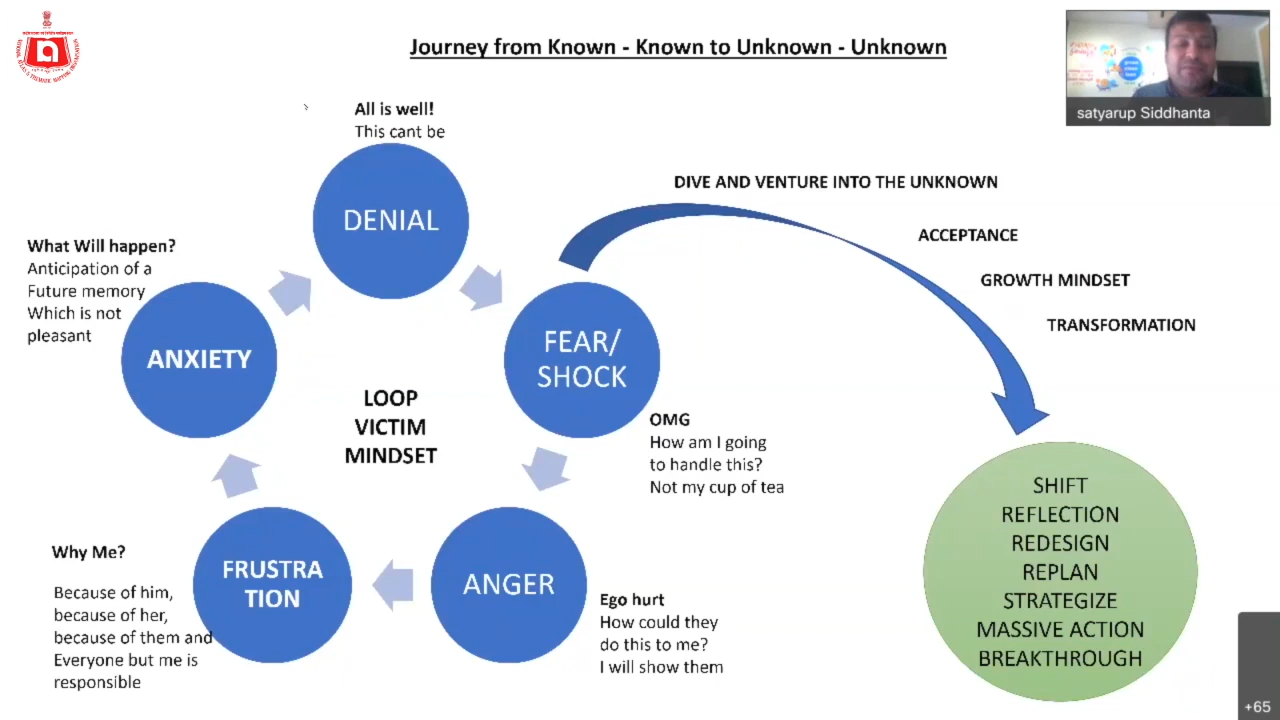 Journey from Known - Known to Unknown - Unknown
satyarup Siddhanta
All is well!
This cant be
DENIAL
DIVE AND VENTURE INTO THE UNKNOWN
ACCEPTANCE
GROWTH MINDSET
TRANSFORMATION
What Will happen?
Anticipation of a
Future memory
Which is not
pleasant
ANXIETY
FEAR/
SHOCK
LOOP
VICTIM
MINDSET
OMG
How am I going
to handle this?
Not my cup of tea
Why Me?
Because of him,
because of her,
because of them and
Everyone but me is
responsible
FRUSTRA
TION
ANGER
Ego hurt
How could they
do this to me?
I will show them
SHIFT
REFLECTION
REDESIGN
REPLAN
STRATEGIZE
MASSIVE ACTION
BREAKTHROUGH
+65